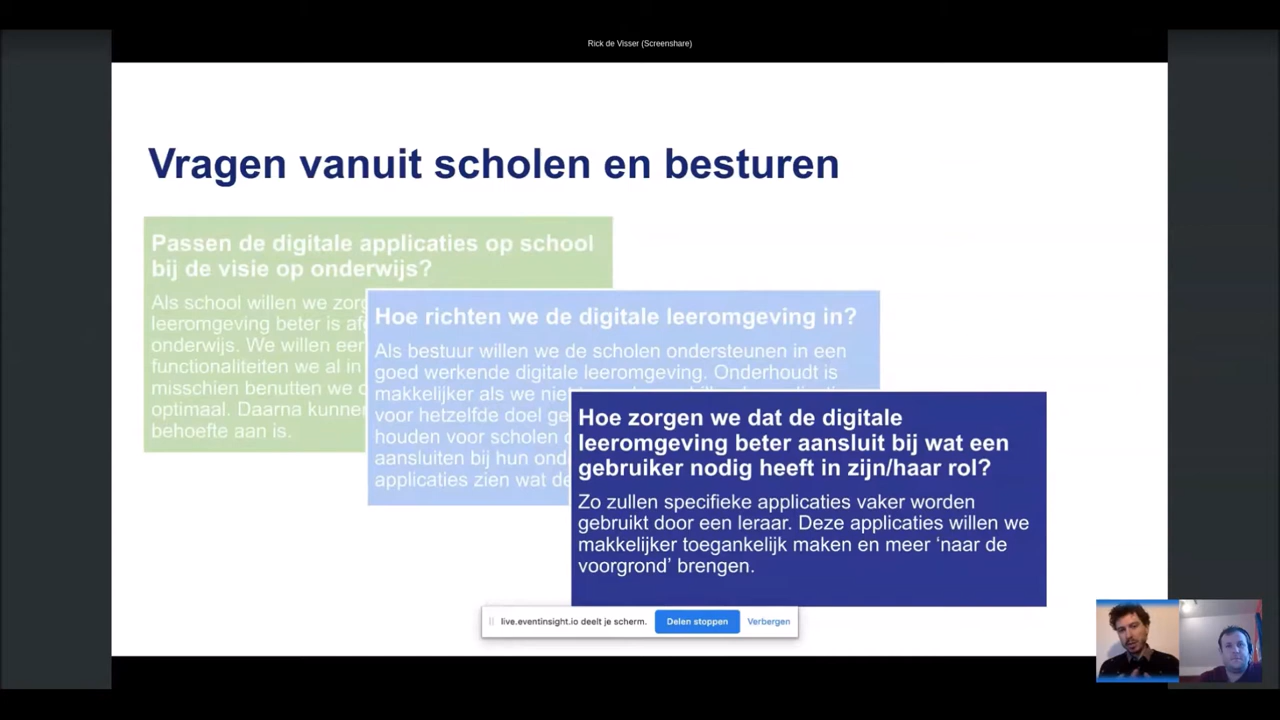 Rick de Visser (Screenshare)
Vragen vanuit scholen en besturen
Passen de digitale applicaties op school
bij de visie op onderwijs?
Als school willen we zorg
leeromgeving beter is af
onderwijs. We willen eer
functionaliteiten we al in
misschien benutten we
optimaal. Daarna kunner
behoefte aan is.
Hoe richten we de digitale leeromgeving in?
Als bestuur willen we de scholen ondersteunen in een
goed werkende digitale leeromgeving. Onderhoudt is
makkelijker als we
voor hetzelfde doel
houden voor scholen
aansluiten bij hun
applicaties zien wat
Hoe zorgen we dat de digitale
leeromgeving beter aansluit bij wat een
gebruiker nodig heeft in zijn/haar rol?
Zo zullen specifieke applicaties vaker worden
gebruikt door een leraar. Deze applicaties willen we
makkelijker toegankelijk maken en meer ‘naar de
voorgrond’ brengen.
live.eventinsight.io deelt je scherm.
Delen stoppen
Verbergen